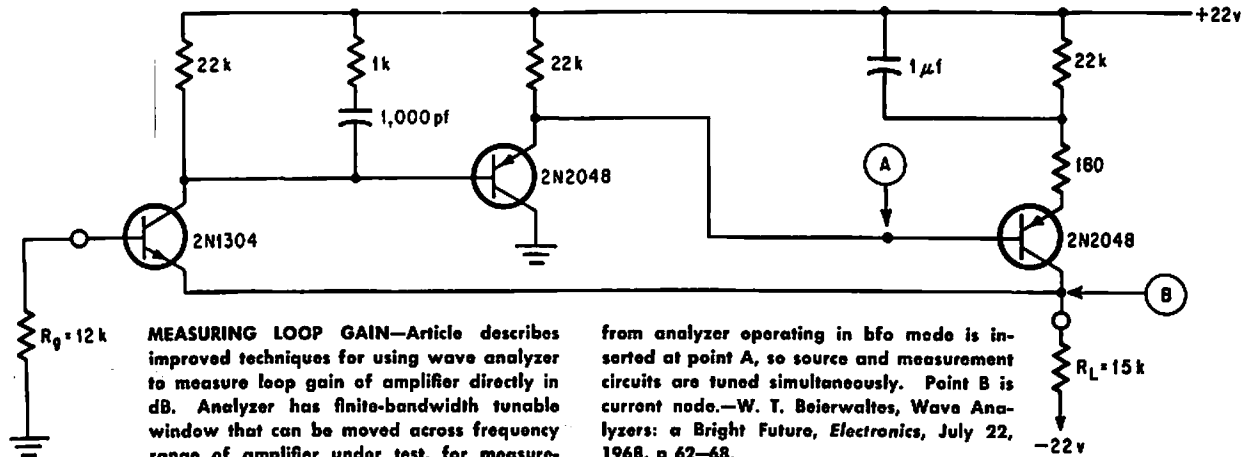 +22v
22k
1k
1,000 pf
22k
1 μf
22k
180
A
2N2048
2N1304
2N2048
B
Rg = 12 k
RL = 15 k
−22v
MEASURING LOOP GAIN—Article describes
improved techniques for using wave analyzer
to measure loop gain of amplifier directly in
dB. Analyzer has finite-bandwidth tunable
window that can be moved across frequency
range of amplifier under test, for measure-
from analyzer operating in bfo mode is in-
serted at point A, so source and measurement
circuits are tuned simultaneously. Point B is
current node.—W. T. Beierwaltes, Wave Ana-
lyzers: a Bright Future, Electronics, July 22,
1968, p 62–68.